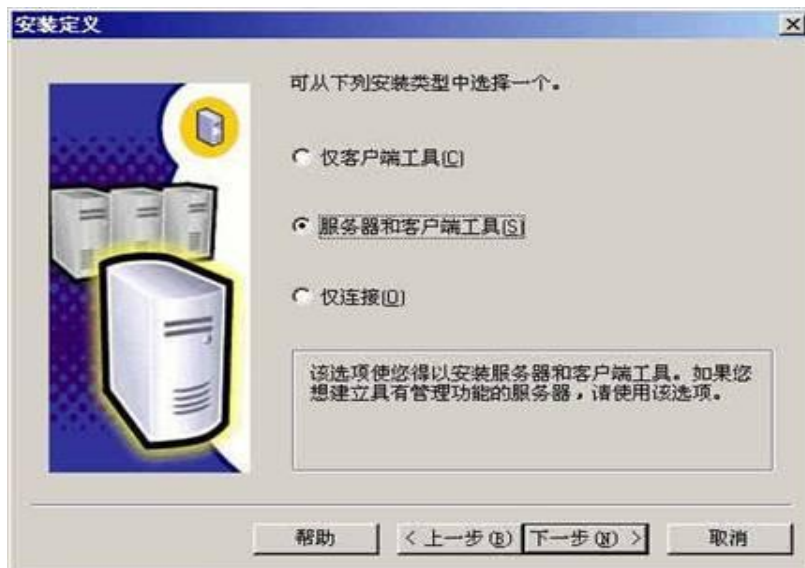 安装定义
可从下列安装类型中选择一个。
仅客户端工具(C)
服务器和客户端工具(S)
仅连接(O)
该选项使您得以安装服务器和客户端工具。如果您
想建立具有管理功能的服务器，请使用该选项。
帮助 < 上一步(B) 下一步(N) > 取消